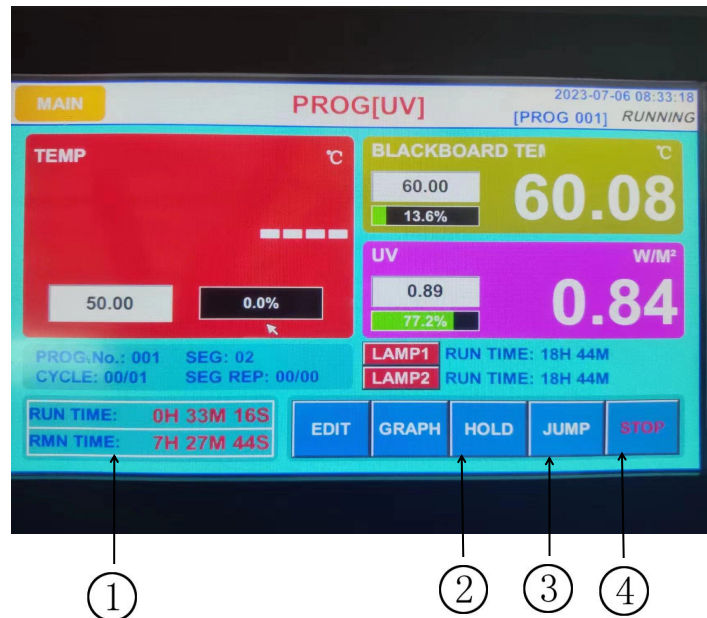 MAIN
PROG[UV]
2023-07-06 08:33:18
[PROG 001] RUNNING
TEMP ℃
----
50.00 0.0%
BLACKBOARD TEM ℃
60.00
13.6%
60.08
UV W/M²
0.89
77.2%
0.84
PROG.No.: 001 SEG: 02
CYCLE: 00/01 SEG REP: 00/00
LAMP1 RUN TIME: 18H 44M
LAMP2 RUN TIME: 18H 44M
RUN TIME: 0H 33M 16S
RMN TIME: 7H 27M 44S
EDIT GRAPH HOLD JUMP STOP
① ② ③ ④